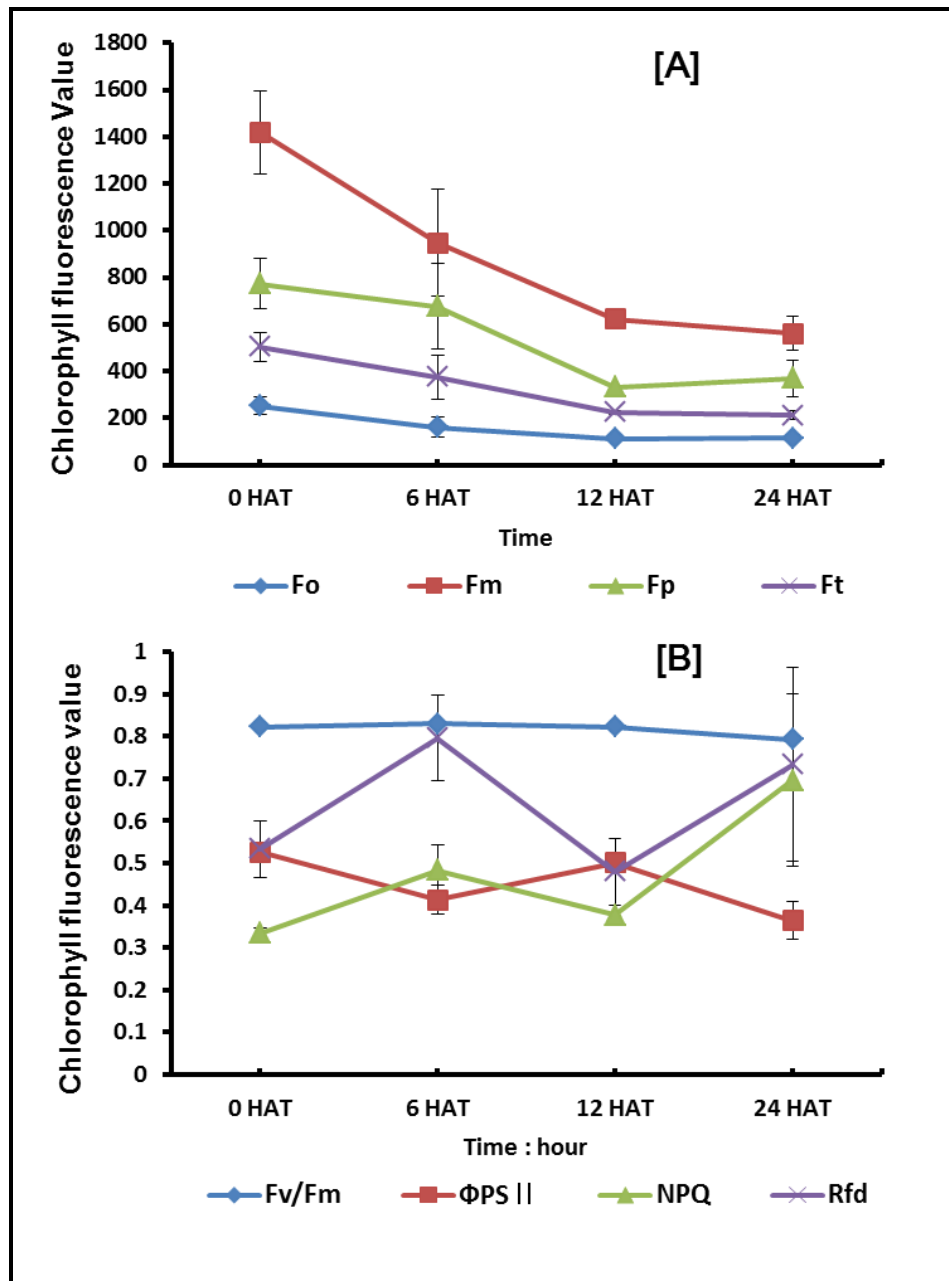 [A]
Chlorophyll fluorescence Value
1800
1600
1400
1200
1000
800
600
400
200
0
0 HAT 6 HAT 12 HAT 24 HAT
Time
Fo Fm Fp Ft
[B]
Chlorophyll fluorescence value
1
0.9
0.8
0.7
0.6
0.5
0.4
0.3
0.2
0.1
0
0 HAT 6 HAT 12 HAT 24 HAT
Time : hour
Fv/Fm ΦPS || NPQ Rfd